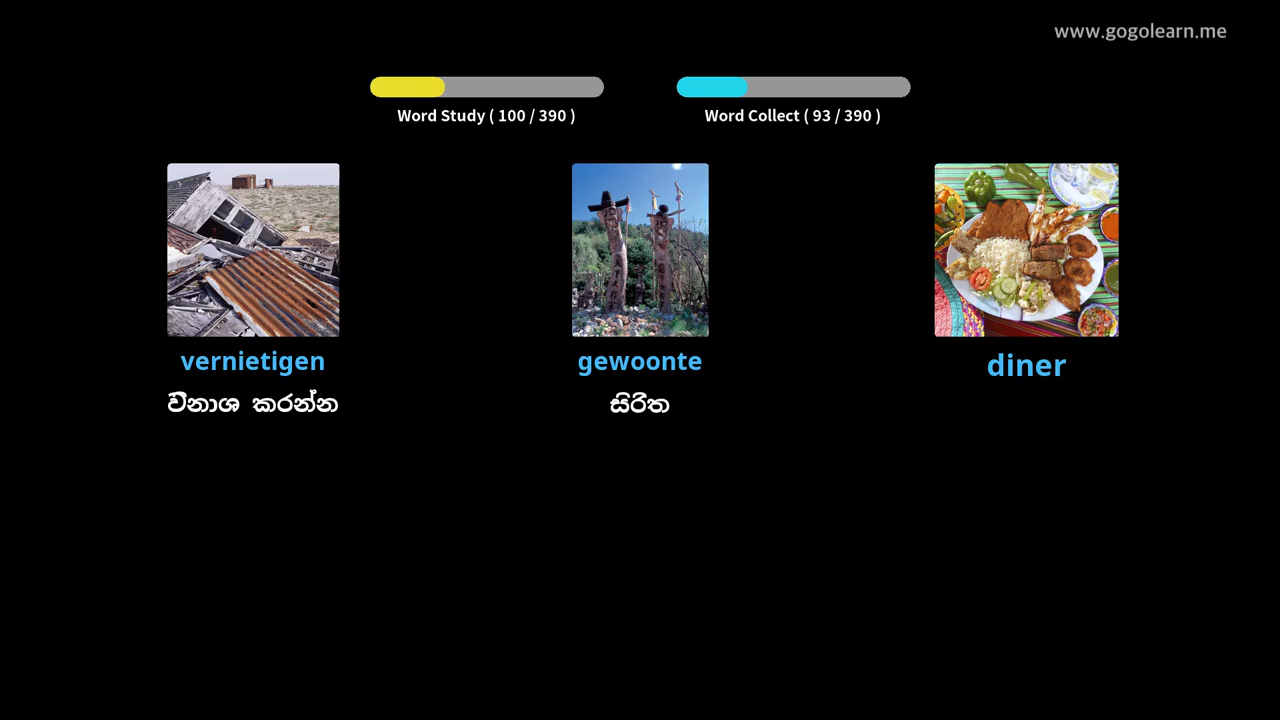 www.gogolearn.me
Word Study ( 100 / 390 )
Word Collect ( 93 / 390 )
vernietigen
විනාශ කරන්න
gewoonte
සිරිත
diner